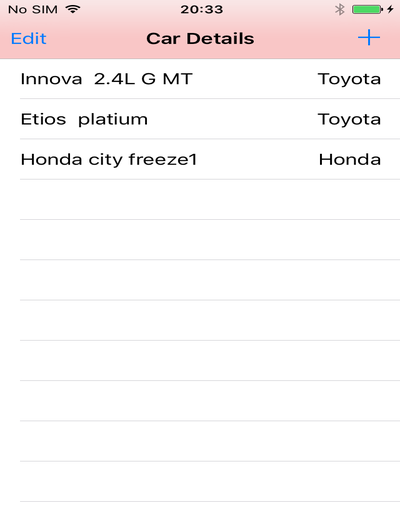 No SIM 20:33
Edit Car Details +
Innova  2.4L G MT Toyota
Etios  platium Toyota
Honda city freeze1 Honda